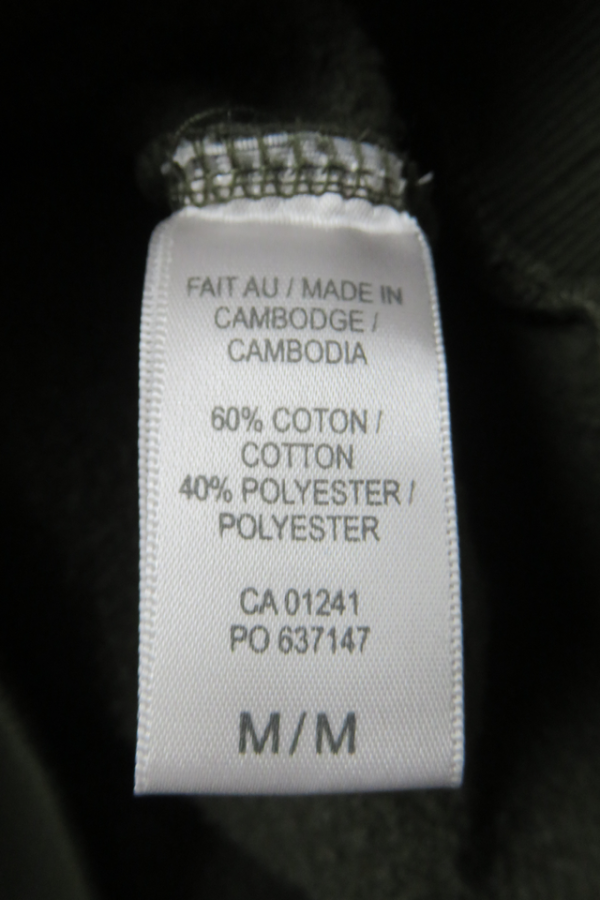 FAIT AU / MADE IN
CAMBODGE /
CAMBODIA
60% COTON /
COTTON
40% POLYESTER /
POLYESTER
CA 01241
PO 637147
M / M